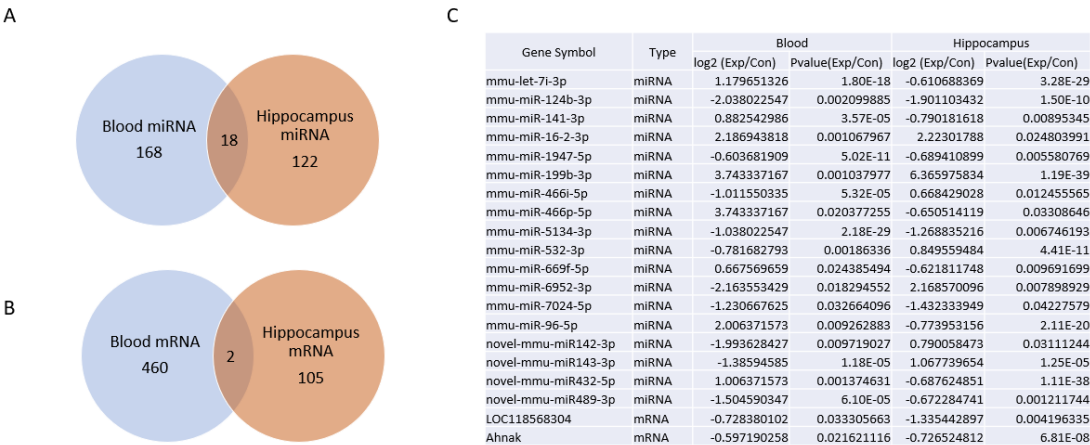 A
Blood miRNA
168
18
Hippocampus
miRNA
122
B
Blood mRNA
460
2
Hippocampus
mRNA
105
C
Gene Symbol Type Blood Hippocampus
log2 (Exp/Con) Pvalue(Exp/Con) log2 (Exp/Con) Pvalue(Exp/Con)
mmu-let-7i-3p miRNA 1.179651326 1.80E-18 -0.610688369 3.28E-29
mmu-miR-124b-3p miRNA -2.038022547 0.002099885 -1.901103432 1.50E-10
mmu-miR-141-3p miRNA 0.882542986 3.57E-05 -0.790181618 0.00895345
mmu-miR-16-2-3p miRNA 2.186943818 0.001067967 2.22301788 0.024803991
mmu-miR-1947-5p miRNA -0.603681909 5.02E-11 -0.689410899 0.005580769
mmu-miR-199b-3p miRNA 3.743337167 0.001037977 6.365975834 1.19E-39
mmu-miR-466i-5p miRNA -1.011550335 5.32E-05 0.668429028 0.012455565
mmu-miR-466p-5p miRNA 3.743337167 0.020377255 -0.650514119 0.03308646
mmu-miR-5134-3p miRNA -1.038022547 2.18E-29 -1.268835216 0.006746193
mmu-miR-532-3p miRNA -0.781682793 0.00186336 0.849559484 4.41E-11
mmu-miR-669f-5p miRNA 0.667569659 0.024385494 -0.621811748 0.009691699
mmu-miR-6952-3p miRNA -2.163553429 0.018294552 2.168570096 0.007898929
mmu-miR-7024-5p miRNA -1.230667625 0.032664096 -1.432333949 0.04227579
mmu-miR-96-5p miRNA 2.006371573 0.009262883 -0.773953156 2.11E-20
novel-mmu-miR142-3p miRNA -1.993628427 0.009719027 0.790058473 0.03111244
novel-mmu-miR143-3p miRNA -1.38594585 1.18E-05 1.067739654 1.25E-05
novel-mmu-miR432-5p miRNA 1.006371573 0.001374631 -0.687624851 1.11E-38
novel-mmu-miR489-3p miRNA -1.504590347 6.10E-05 -0.672284741 0.001211744
LOC118568304 mRNA -0.728380102 0.033305663 -1.335442897 0.004196335
Ahnak mRNA -0.597190258 0.021621116 -0.726524812 6.81E-08